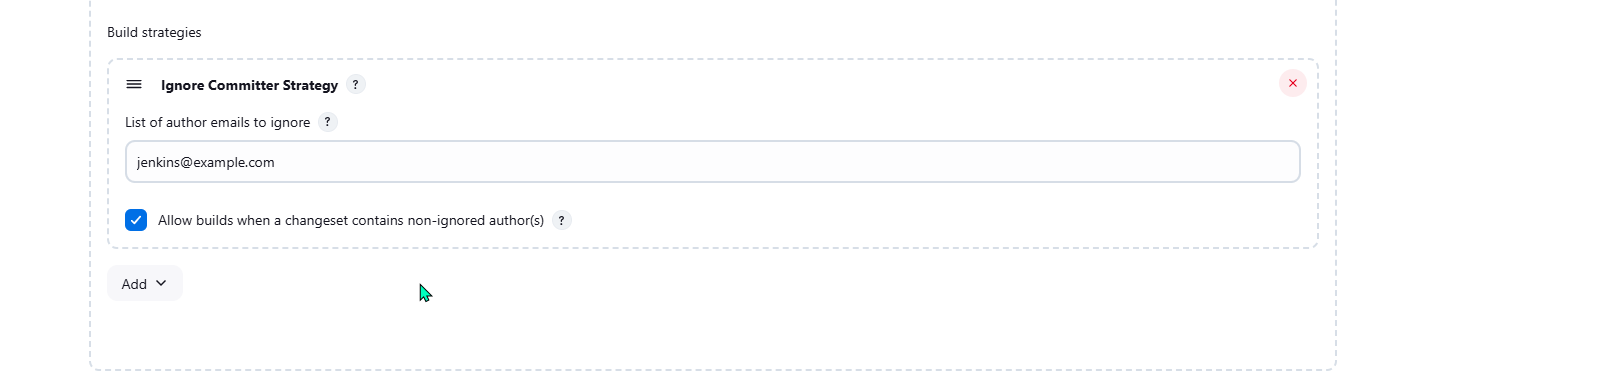 Build strategies
Ignore Committer Strategy ?
List of author emails to ignore ?
jenkins@example.com
Allow builds when a changeset contains non-ignored author(s) ?
Add